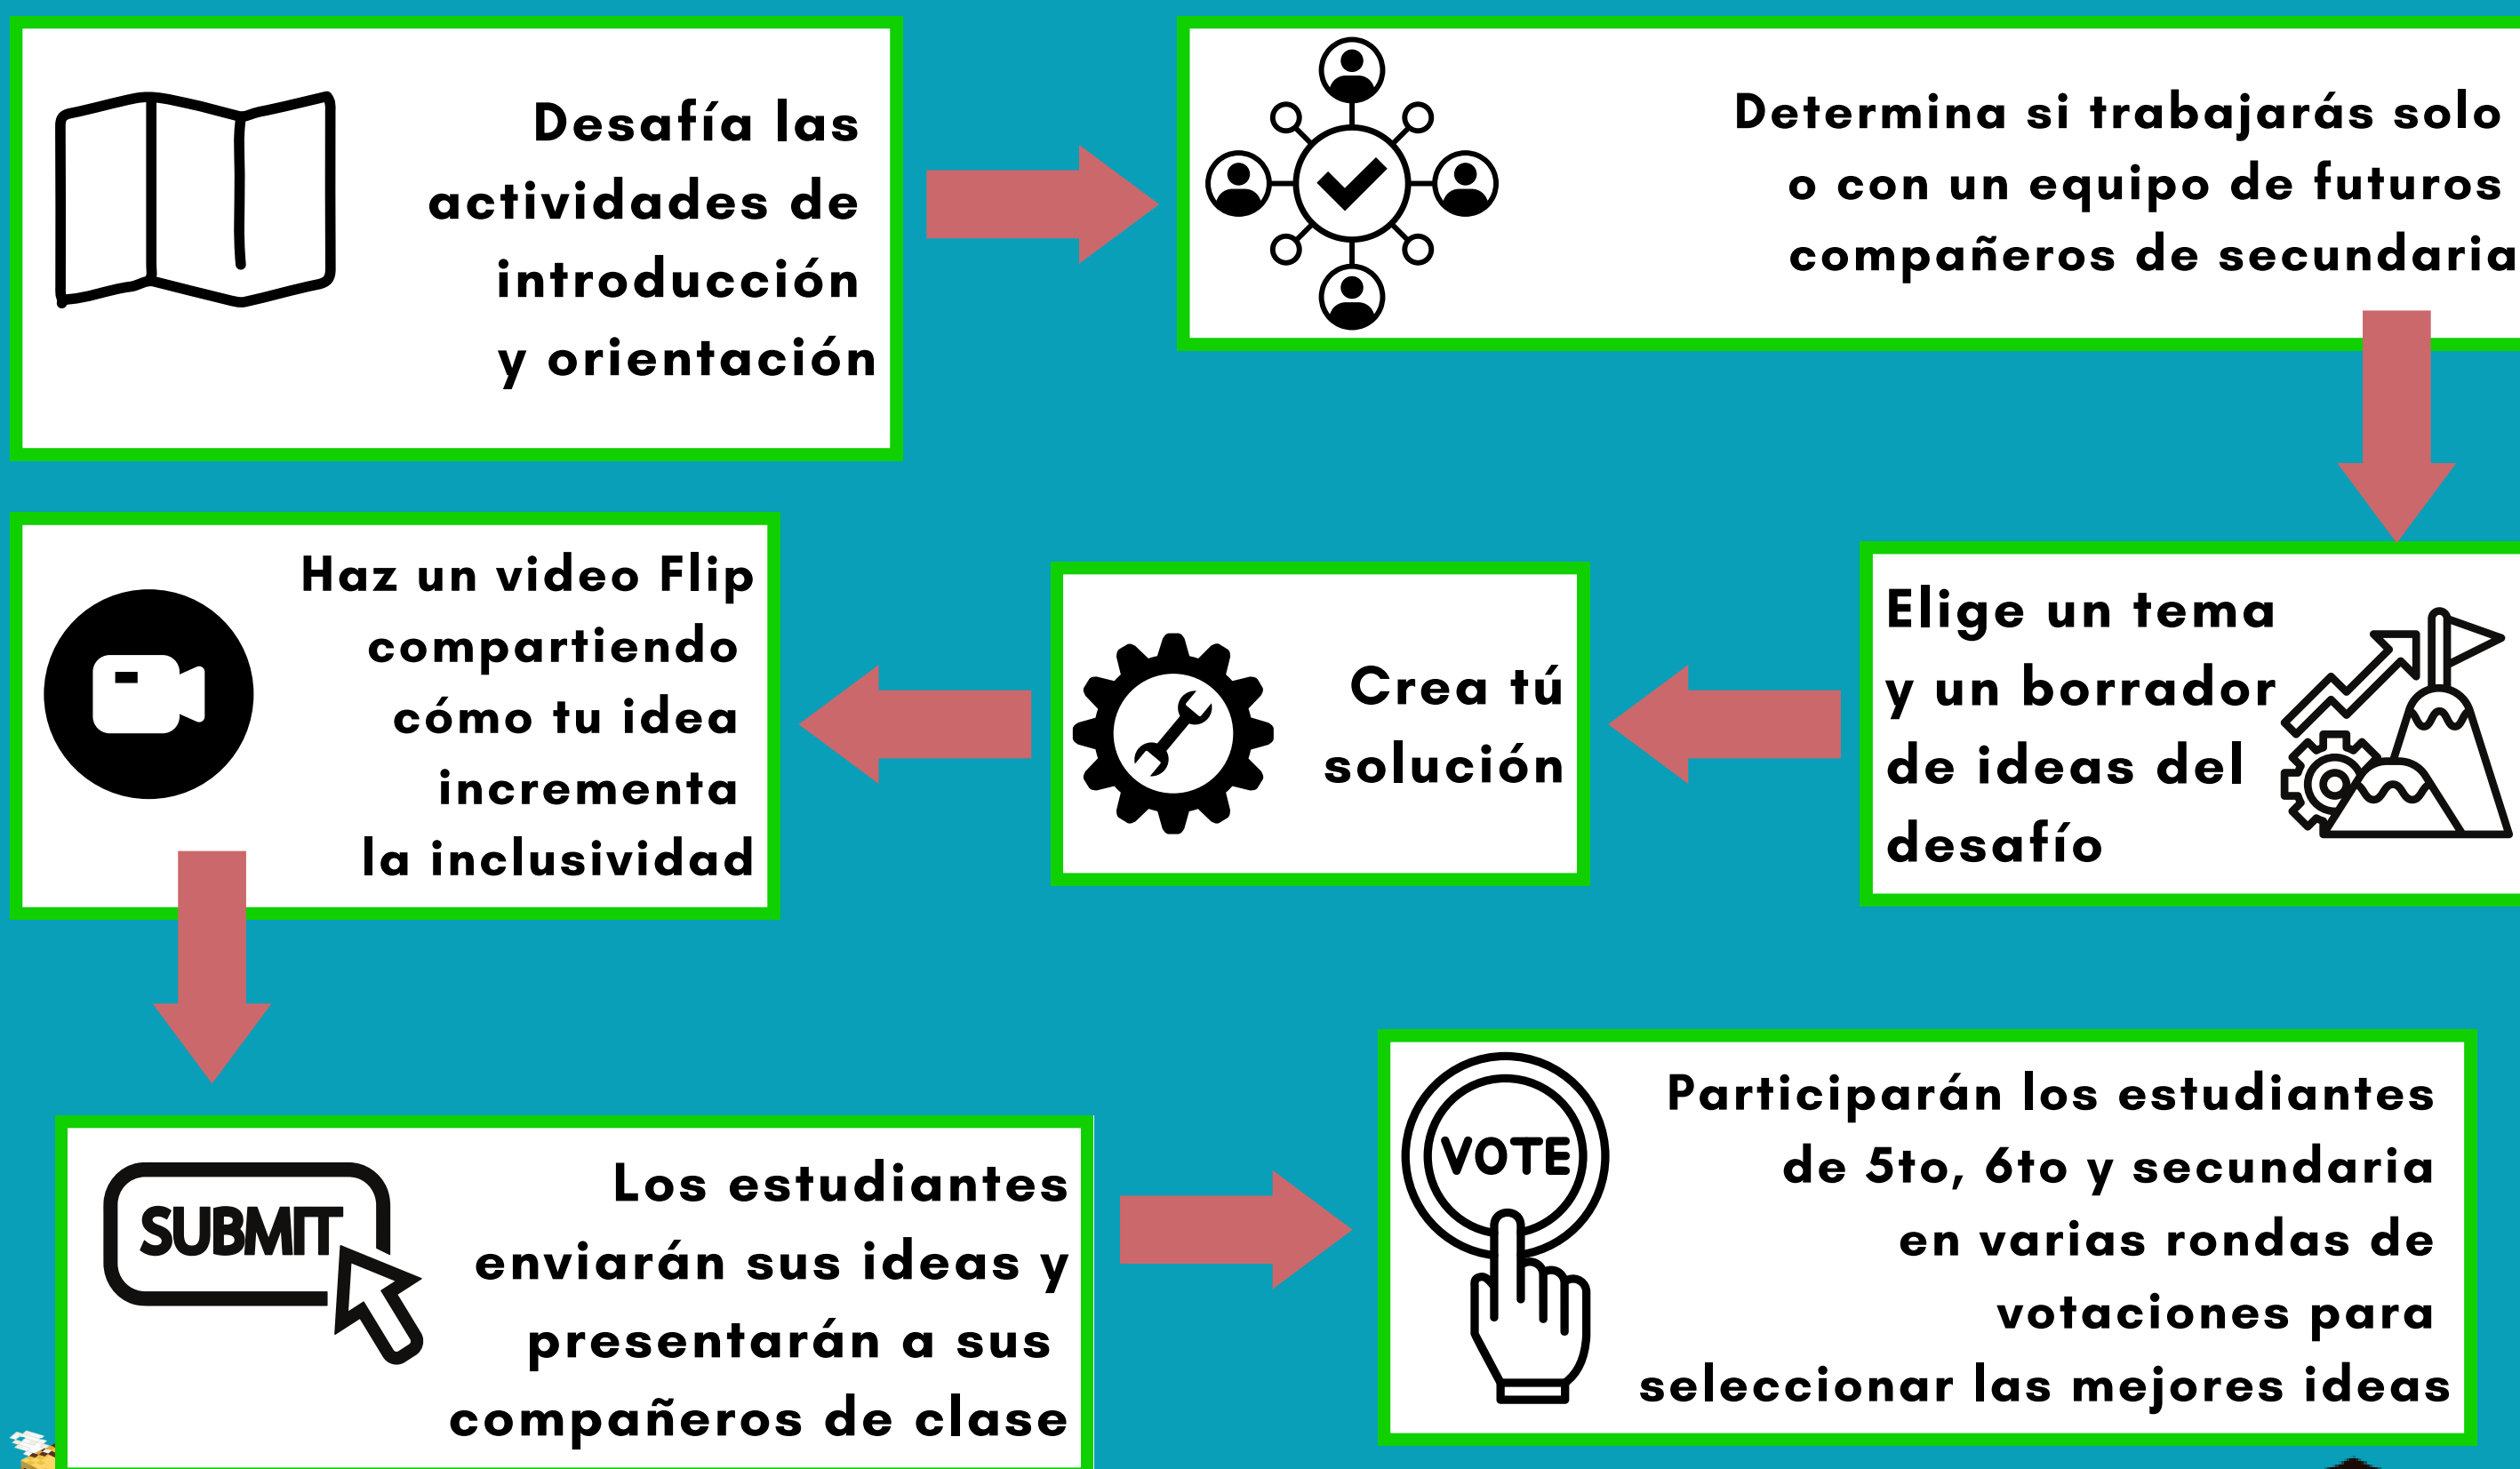 Desafía las
actividades de
introducción
y orientación
Determina si trabajarás solo
o con un equipo de futuros
compañeros de secundaria
Elige un tema
y un borrador
de ideas del
desafío
Crea tú
solución
Haz un video Flip
compartiendo
cómo tu idea
incrementa
la inclusividad
SUBMIT
Los estudiantes
enviarán sus ideas y
presentarán a sus
compañeros de clase
VOTE
Participarán los estudiantes
de 5to, 6to y secundaria
en varias rondas de
votaciones para
seleccionar las mejores ideas